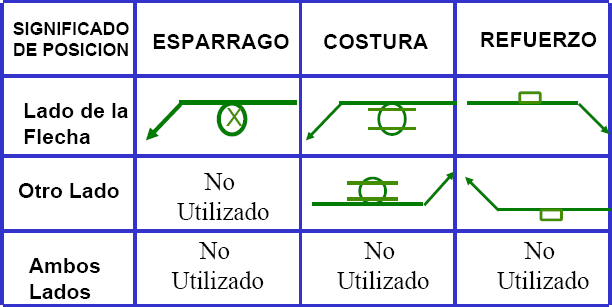 SIGNIFICADO
DE POSICION
ESPARRAGO
COSTURA
REFUERZO
Lado de la
Flecha
X
Otro Lado
No
Utilizado
Ambos
Lados
No
Utilizado
No
Utilizado
No
Utilizado